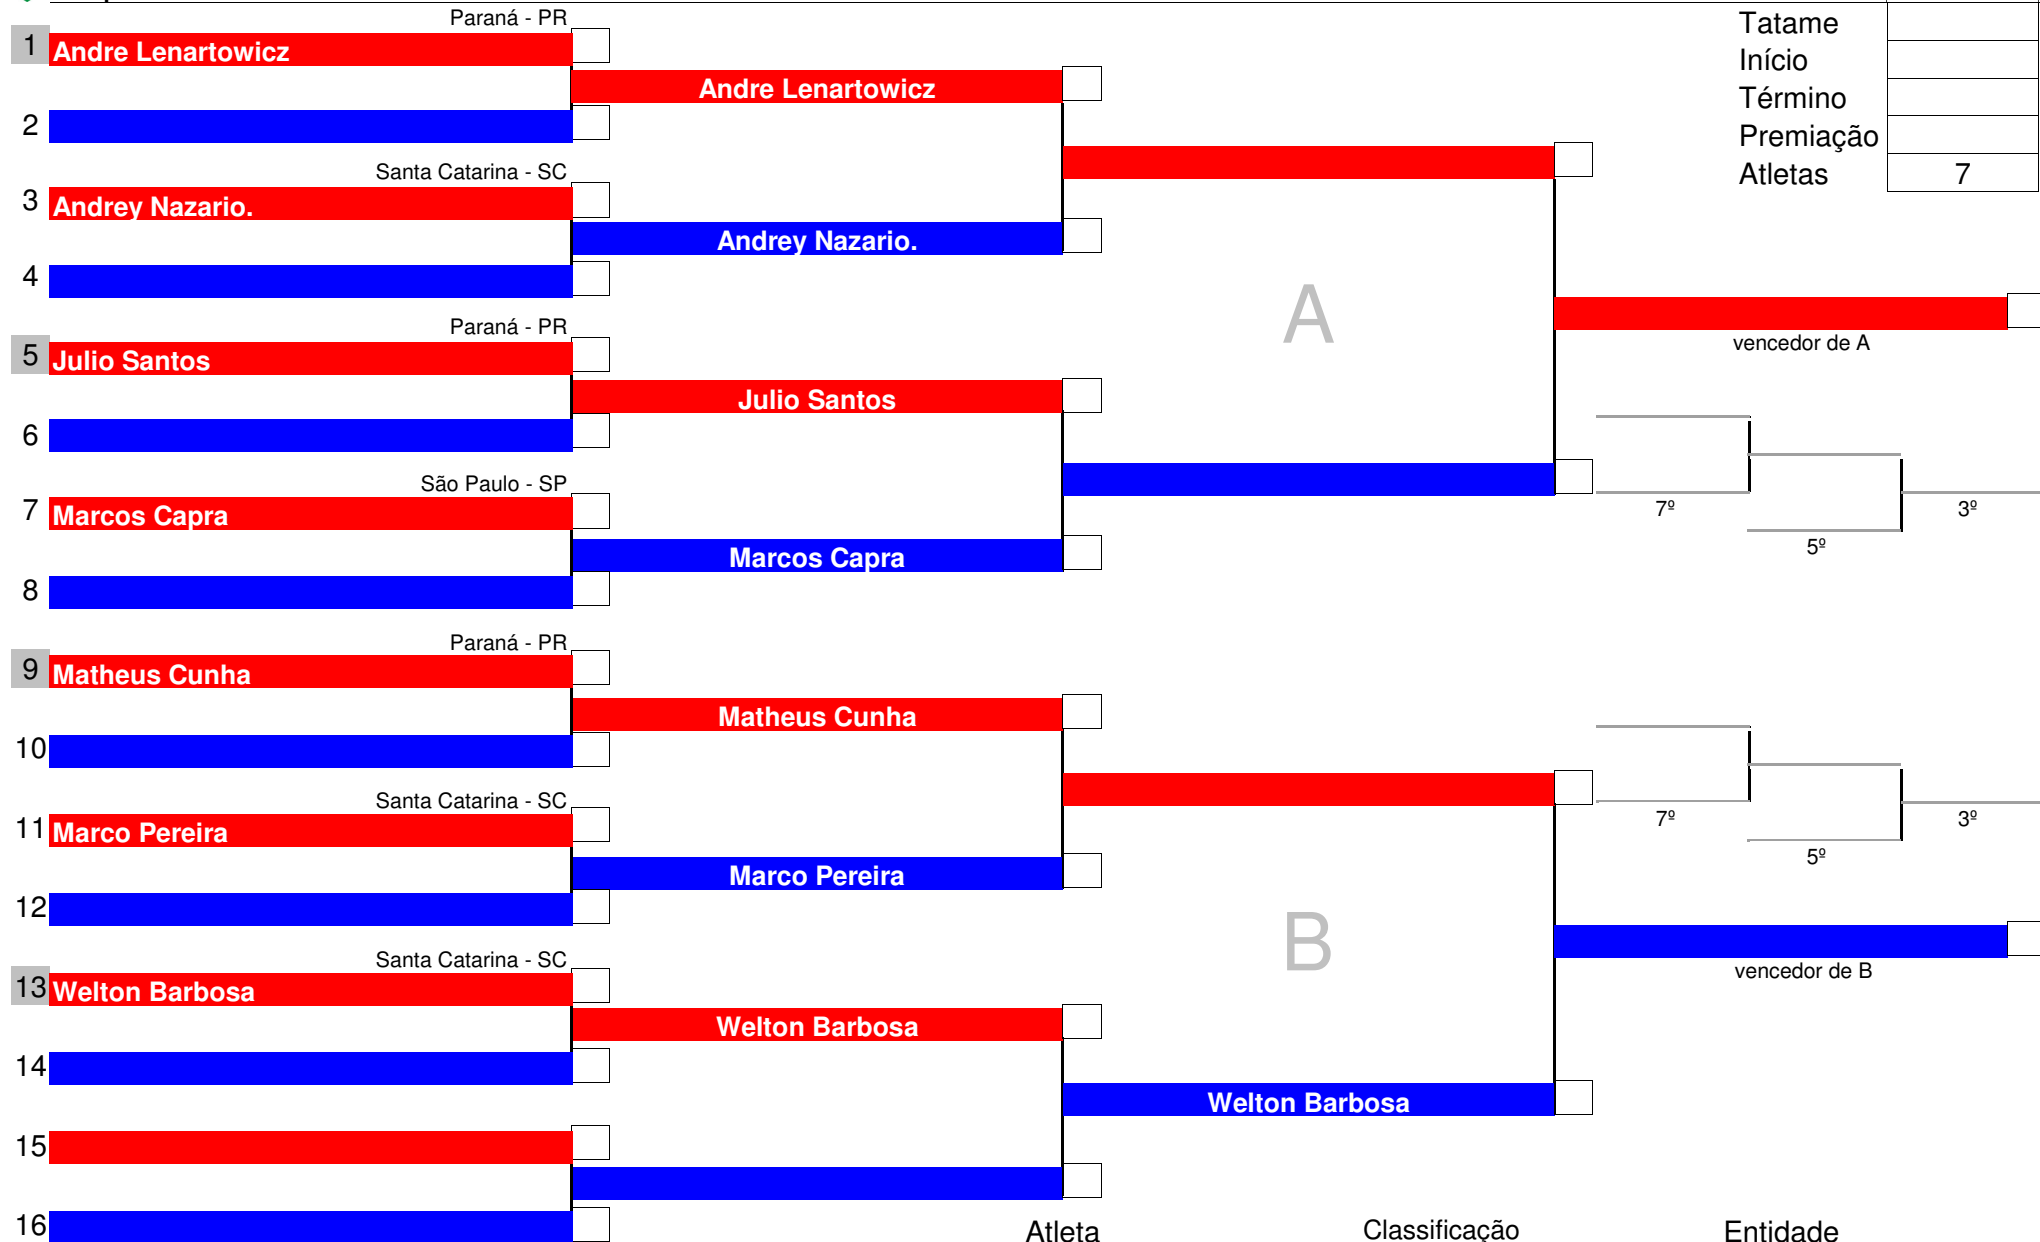 Paraná - PR
Tatame
1 Andre Lenartowicz
Início
Andre Lenartowicz
Término
2
Premiação
Santa Catarina - SC
Atletas 7
3 Andrey Nazario.
Andrey Nazario.
4
A
Paraná - PR
vencedor de A
5 Julio Santos
Julio Santos
6
São Paulo - SP
7 Marcos Capra
7º 3º
5º
Marcos Capra
8
Paraná - PR
9 Matheus Cunha
Matheus Cunha
10
Santa Catarina - SC
11 Marco Pereira
7º 3º
5º
Marco Pereira
12
B
Santa Catarina - SC
vencedor de B
13 Welton Barbosa
Welton Barbosa
14
Welton Barbosa
15
16
Atleta Classificação Entidade